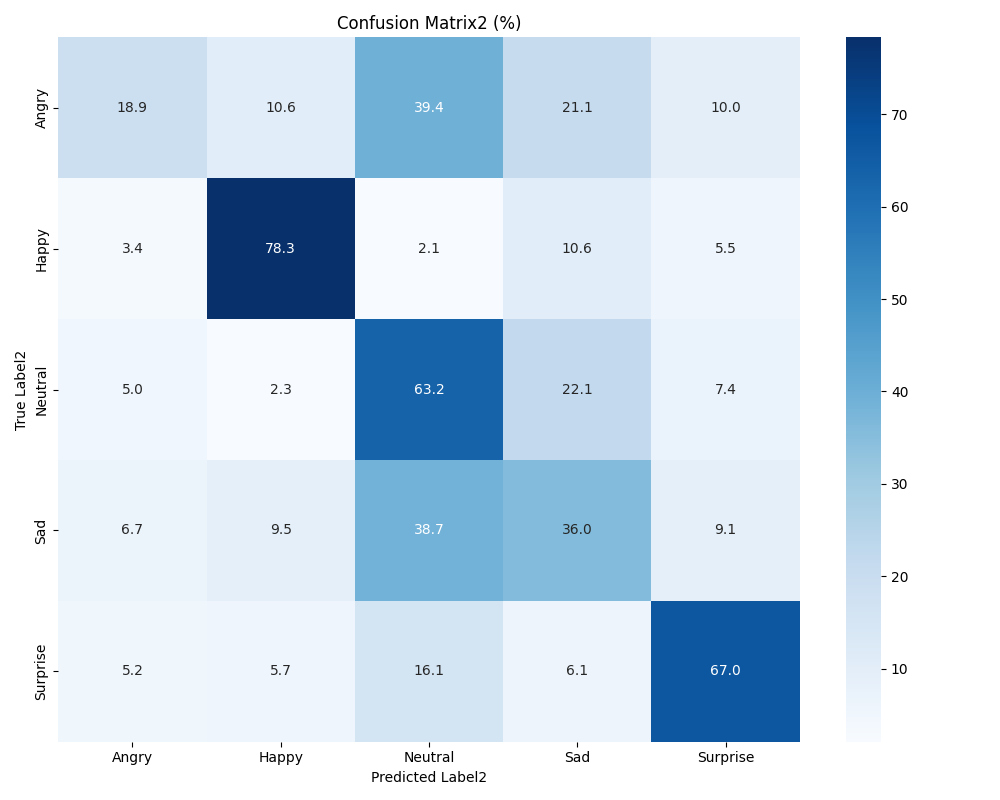 Confusion Matrix2 (%)
True Label2
Angry 18.9 10.6 39.4 21.1 10.0
Happy 3.4 78.3 2.1 10.6 5.5
Neutral 5.0 2.3 63.2 22.1 7.4
Sad 6.7 9.5 38.7 36.0 9.1
Surprise 5.2 5.7 16.1 6.1 67.0
Angry Happy Neutral Sad Surprise
Predicted Label2
70
60
50
40
30
20
10